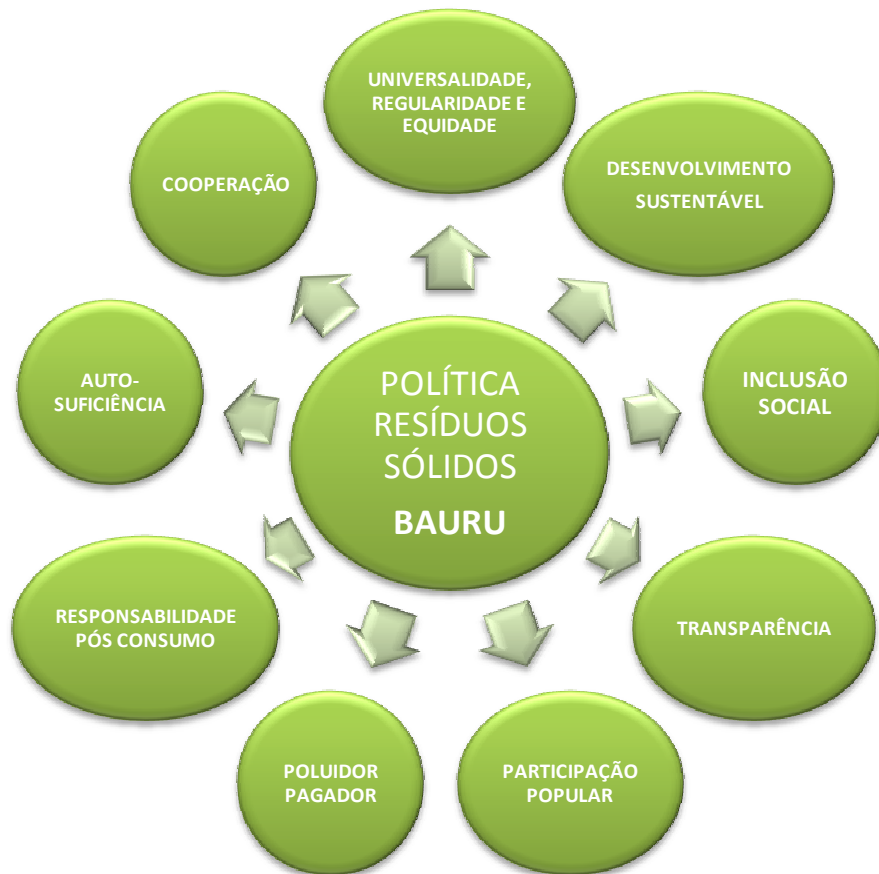 UNIVERSALIDADE,
REGULARIDADE E
EQUIDADE
COOPERAÇÃO
DESENVOLVIMENTO
SUSTENTÁVEL
AUTO-
SUFICIÊNCIA
POLÍTICA
RESÍDUOS
SÓLIDOS
BAURU
INCLUSÃO
SOCIAL
RESPONSABILIDADE
PÓS CONSUMO
TRANSPARÊNCIA
POLUIDOR
PAGADOR
PARTICIPAÇÃO
POPULAR